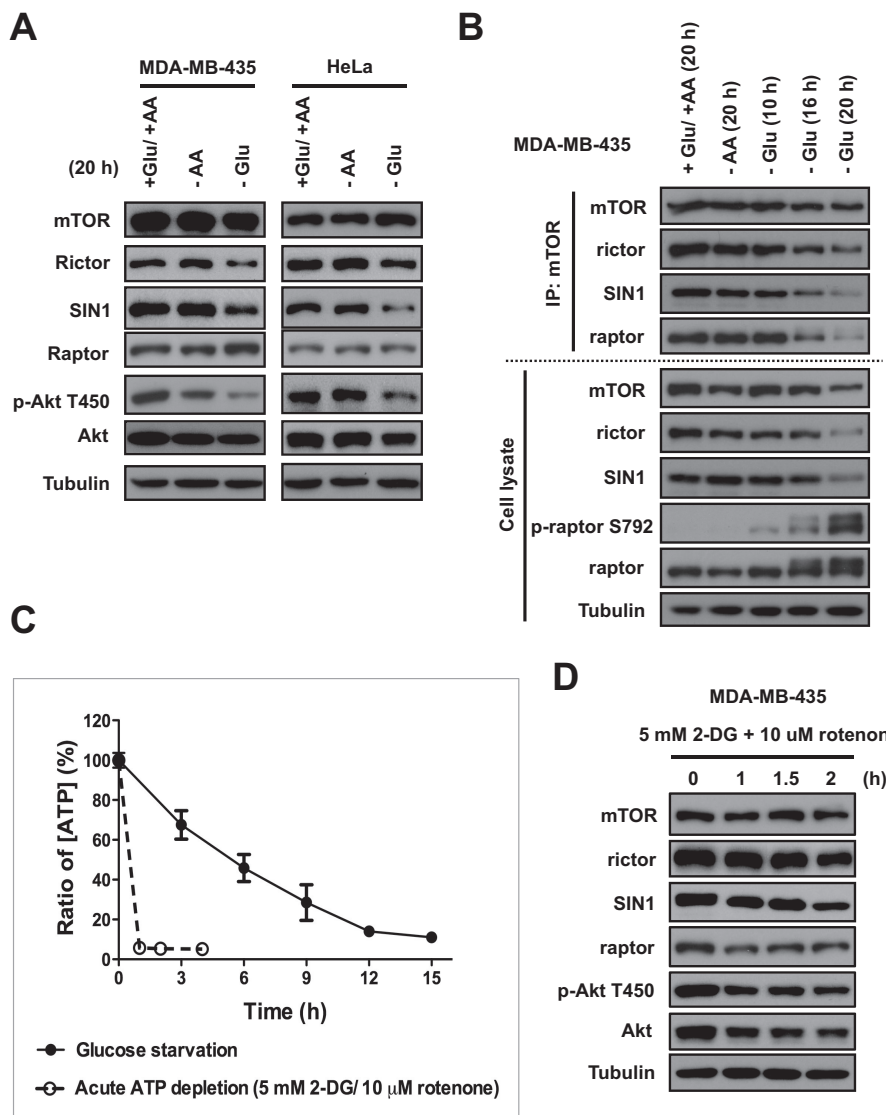 A
MDA-MB-435
HeLa
(20 h)
+Glu/ +AA
- AA
- Glu
+Glu/ +AA
- AA
- Glu
mTOR
Rictor
SIN1
Raptor
p-Akt T450
Akt
Tubulin
B
MDA-MB-435
+ Glu/ +AA (20 h)
- AA (20 h)
- Glu (10 h)
- Glu (16 h)
- Glu (20 h)
IP: mTOR
mTOR
rictor
SIN1
raptor
Cell lysate
mTOR
rictor
SIN1
p-raptor S792
raptor
Tubulin
C
Ratio of [ATP] (%)
120
100
80
60
40
20
0
0 3 6 9 12 15
Time (h)
Glucose starvation
Acute ATP depletion (5 mM 2-DG/ 10 μM rotenone)
D
MDA-MB-435
5 mM 2-DG + 10 uM rotenon
0 1 1.5 2 (h)
mTOR
rictor
SIN1
raptor
p-Akt T450
Akt
Tubulin